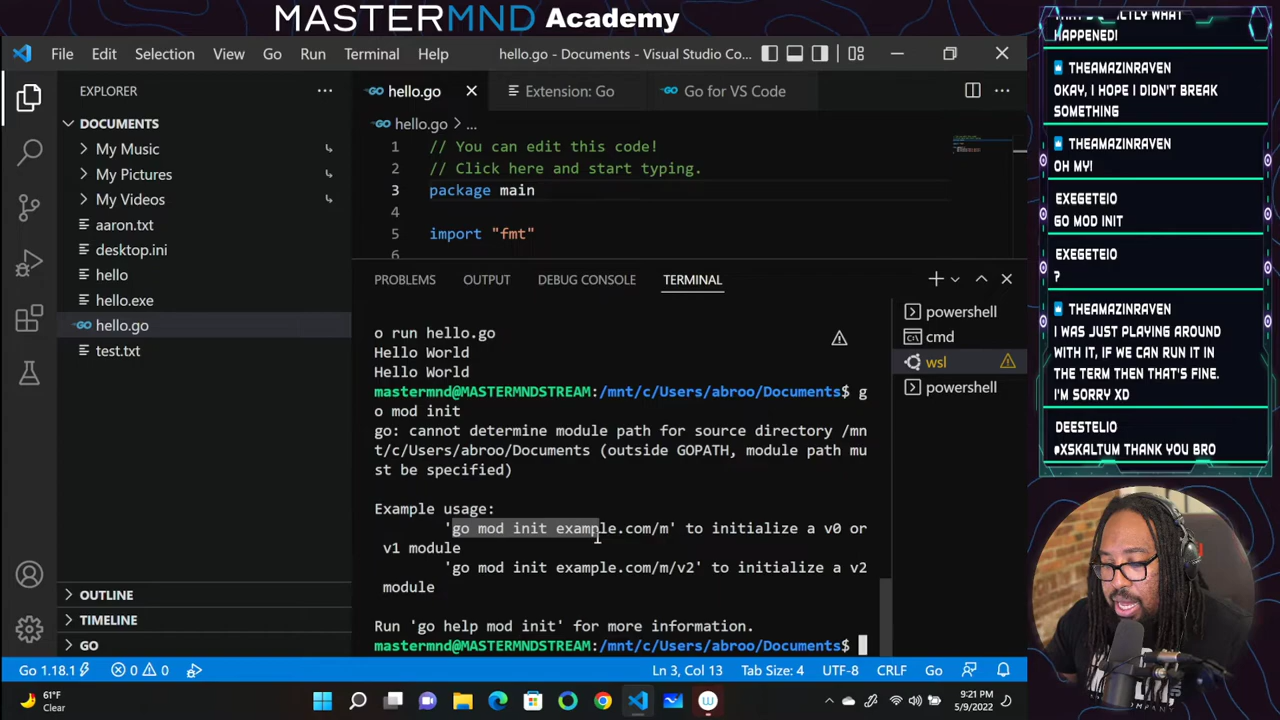 MASTERMND Academy
File Edit Selection View Go Run Terminal Help hello.go - Documents - Visual Studio Co...
EXPLORER
DOCUMENTS
My Music
My Pictures
My Videos
aaron.txt
desktop.ini
hello
hello.exe
hello.go
test.txt
OUTLINE
TIMELINE
GO
hello.go Extension: Go Go for VS Code
hello.go > ...
1 // You can edit this code!
2 // Click here and start typing.
3 package main
4
5 import "fmt"
6
PROBLEMS OUTPUT DEBUG CONSOLE TERMINAL
o run hello.go
Hello World
Hello World
mastermnd@MASTERMNDSTREAM:/mnt/c/Users/abroo/Documents$ g
o mod init
go: cannot determine module path for source directory /mn
t/c/Users/abroo/Documents (outside GOPATH, module path mu
st be specified)
Example usage:
'go mod init example.com/m' to initialize a v0 or
v1 module
'go mod init example.com/m/v2' to initialize a v2
module
Run 'go help mod init' for more information.
mastermnd@MASTERMNDSTREAM:/mnt/c/Users/abroo/Documents$
powershell
cmd
wsl
powershell
Go 1.18.1 0 0 Ln 3, Col 13 Tab Size: 4 UTF-8 CRLF Go
61°F
Clear
9:21 PM
5/9/2022
HAPPENED!
THEAMAZINRAVEN
OKAY, I HOPE I DIDN'T BREAK
SOMETHING
THEAMAZINRAVEN
OH MY!
EXEGETEIO
GO MOD INIT
EXEGETEIO
?
THEAMAZINRAVEN
I WAS JUST PLAYING AROUND
WITH IT, IF WE CAN RUN IT IN
THE TERM THEN THAT'S FINE.
I'M SORRY XD
DEESTELIO
@XSKALTUM THANK YOU BRO